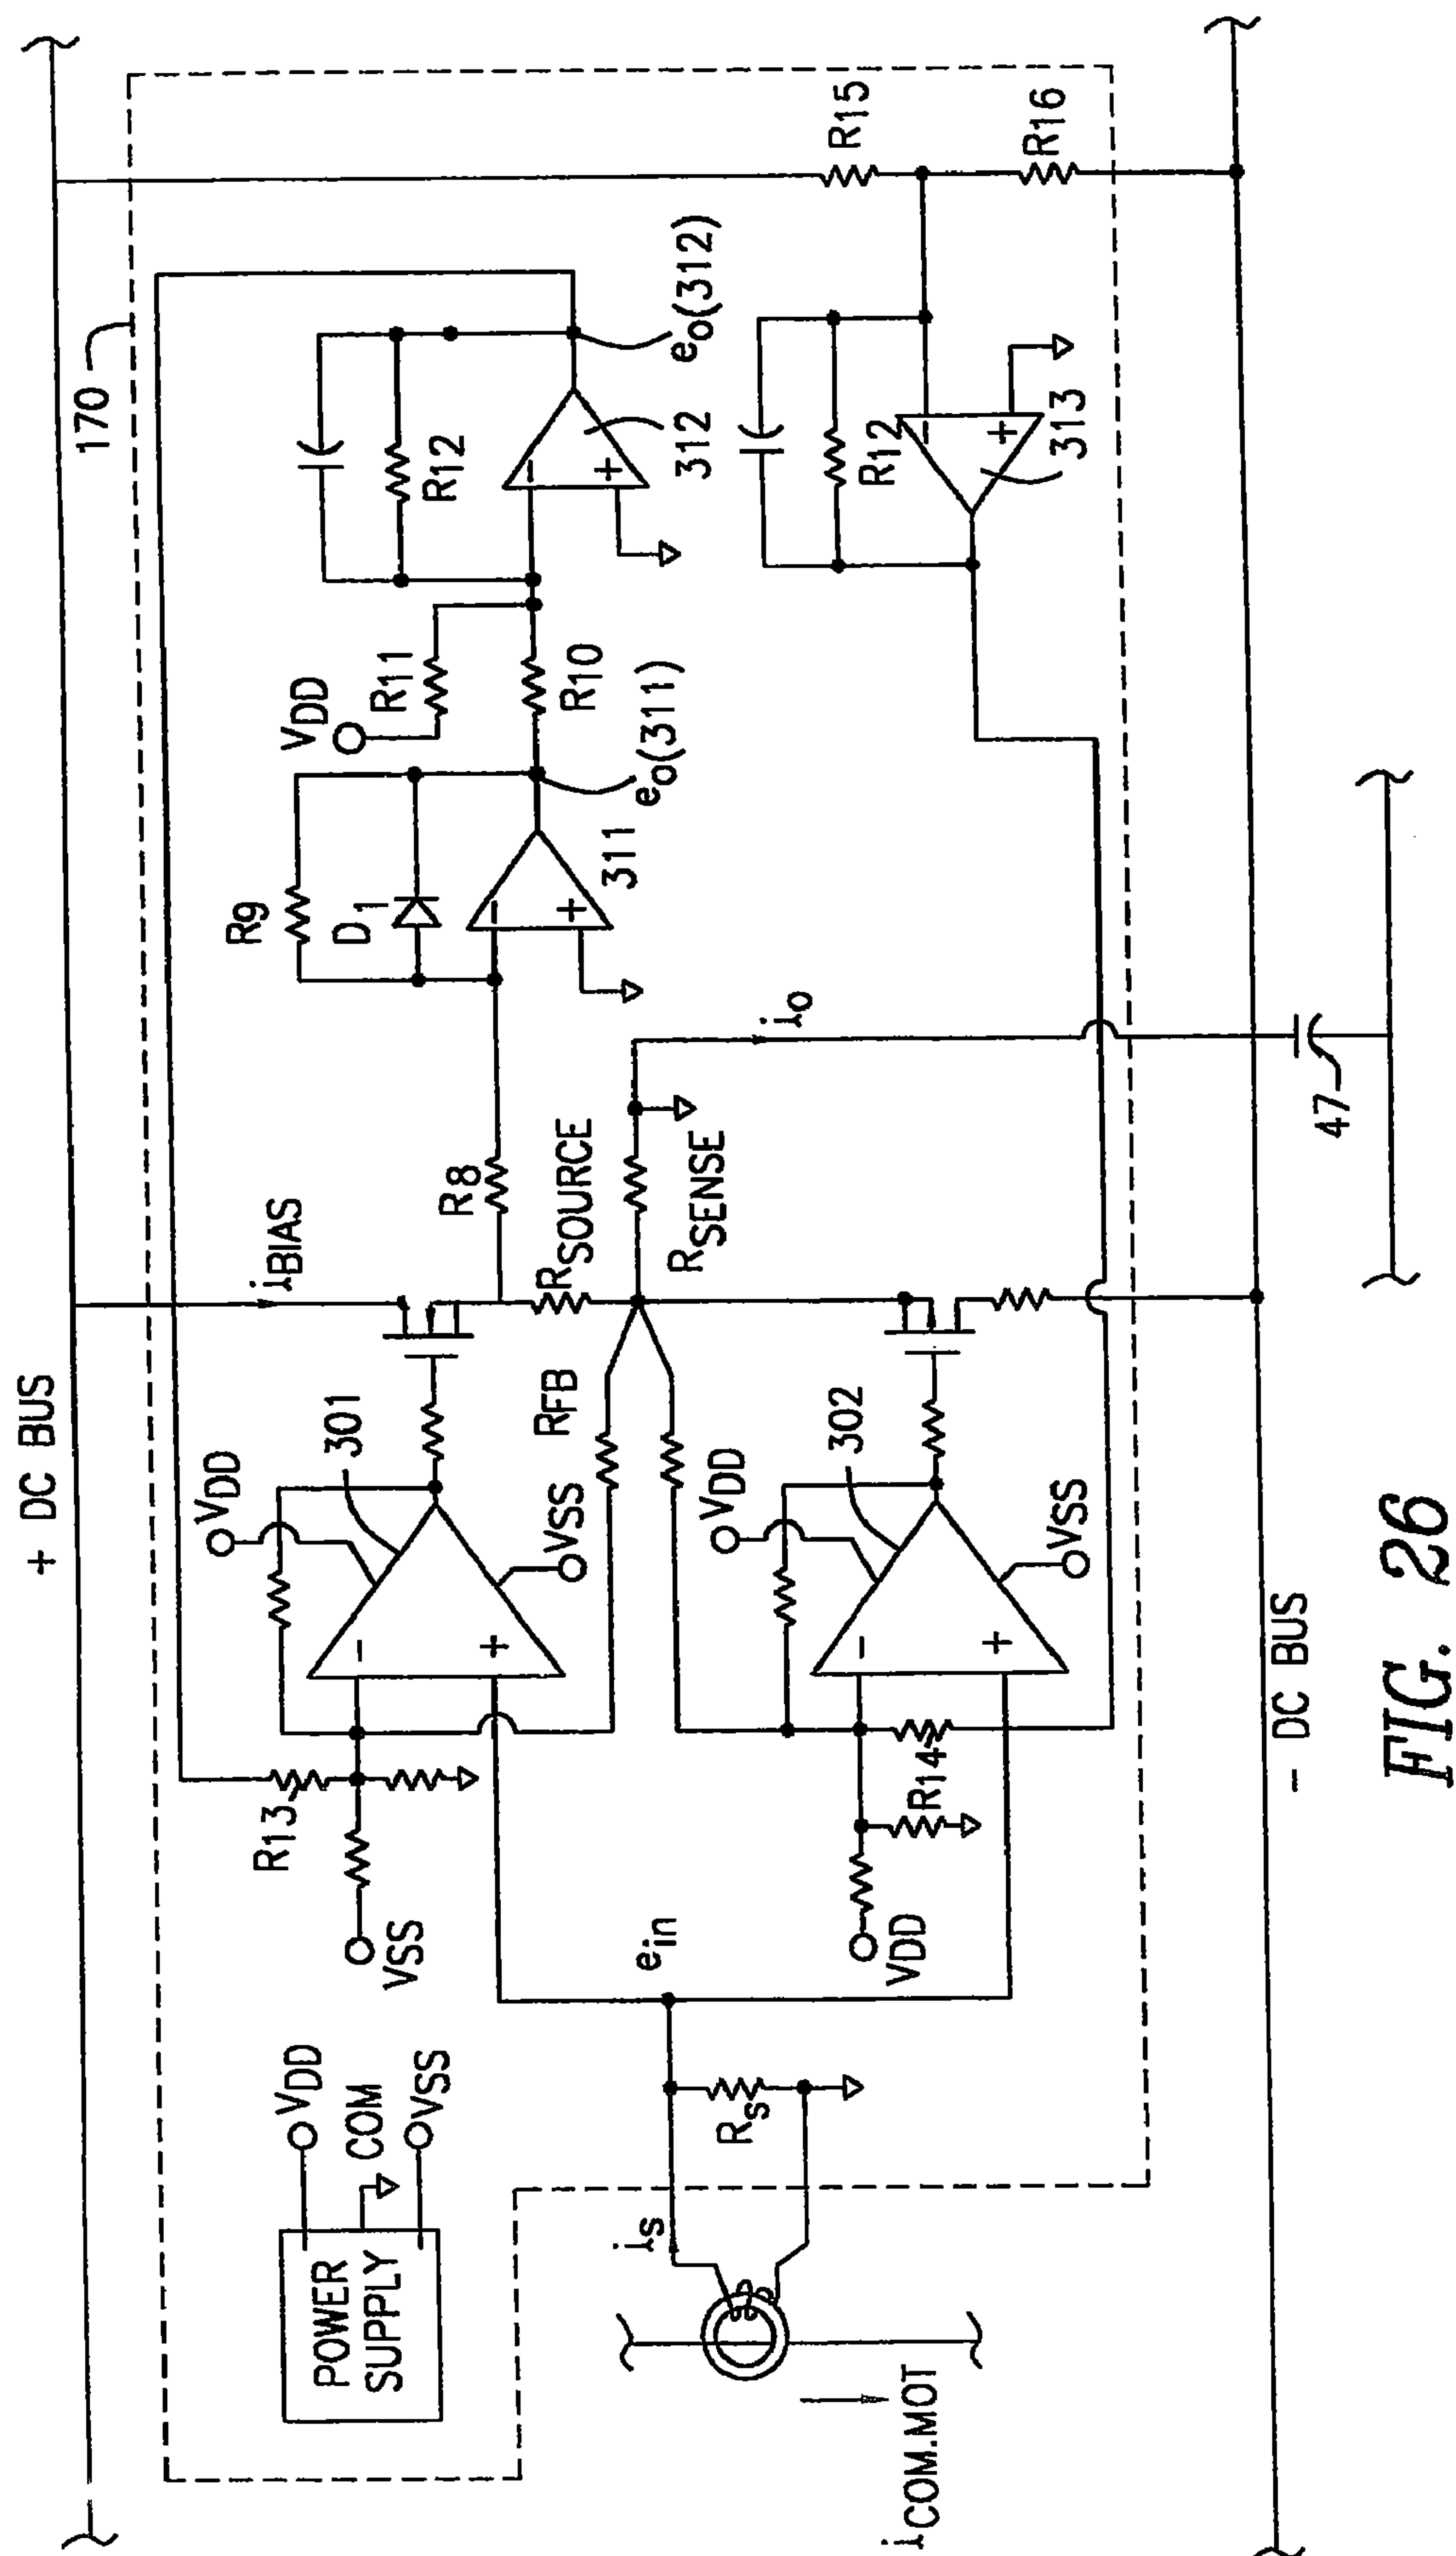 + DC BUS
170
POWER
SUPPLY
VDD
COM
VSS
iCOM.MOT
is
Rs
ein
VSS
R13
VDD
301
VSS
RFB
iBIAS
R8
RSOURCE
RSENSE
io
R9
D1
311
eo(311)
VDD
R11
R10
R12
312
eo(312)
R15
R16
R12
313
VDD
R14
VDD
302
VSS
47
- DC BUS
FIG. 26